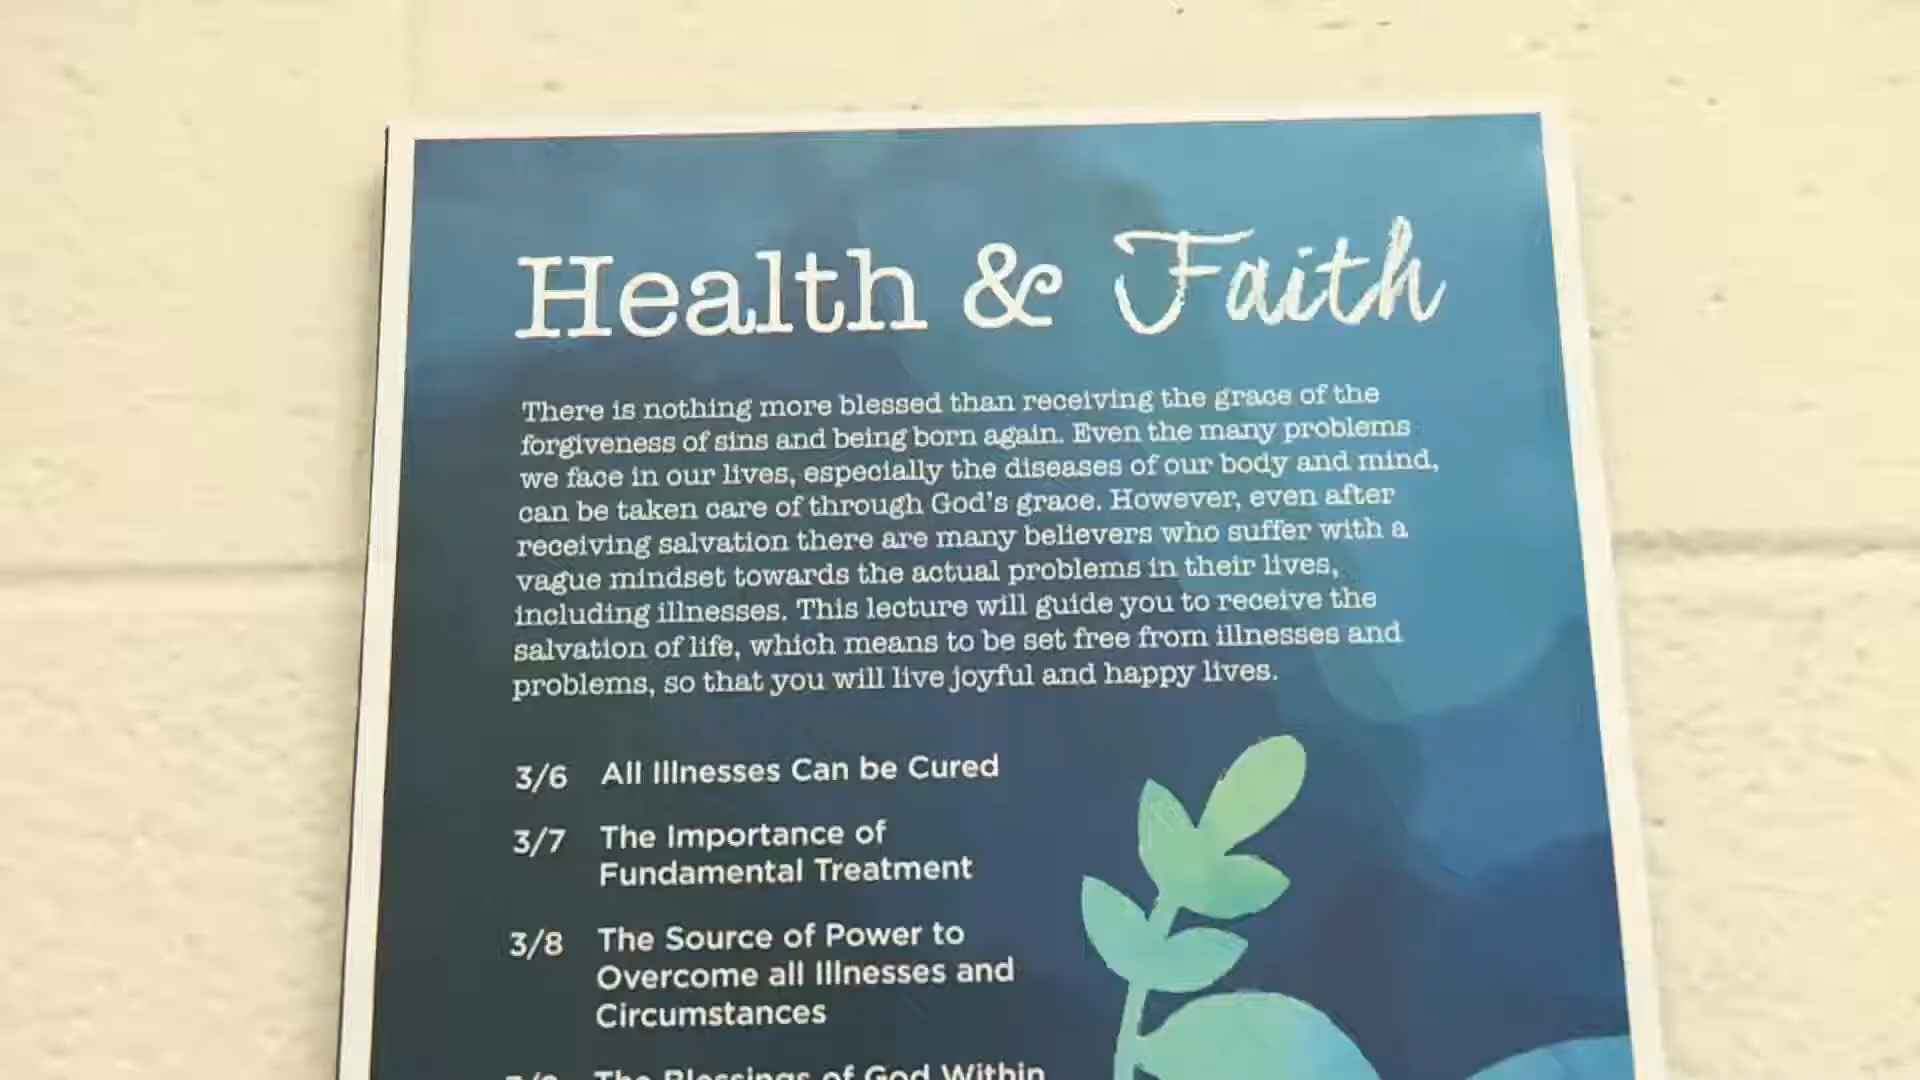 Health & Faith
There is nothing more blessed than receiving the grace of the
forgiveness of sins and being born again. Even the many problems
we face in our lives, especially the diseases of our body and mind,
can be taken care of through God's grace. However, even after
receiving salvation there are many believers who suffer with a
vague mindset towards the actual problems in their lives,
including illnesses. This lecture will guide you to receive the
salvation of life, which means to be set free from illnesses and
problems, so that you will live joyful and happy lives.
3/6 All Illnesses Can be Cured
3/7 The Importance of
Fundamental Treatment
3/8 The Source of Power to
Overcome all Illnesses and
Circumstances
The Blessings of God Within